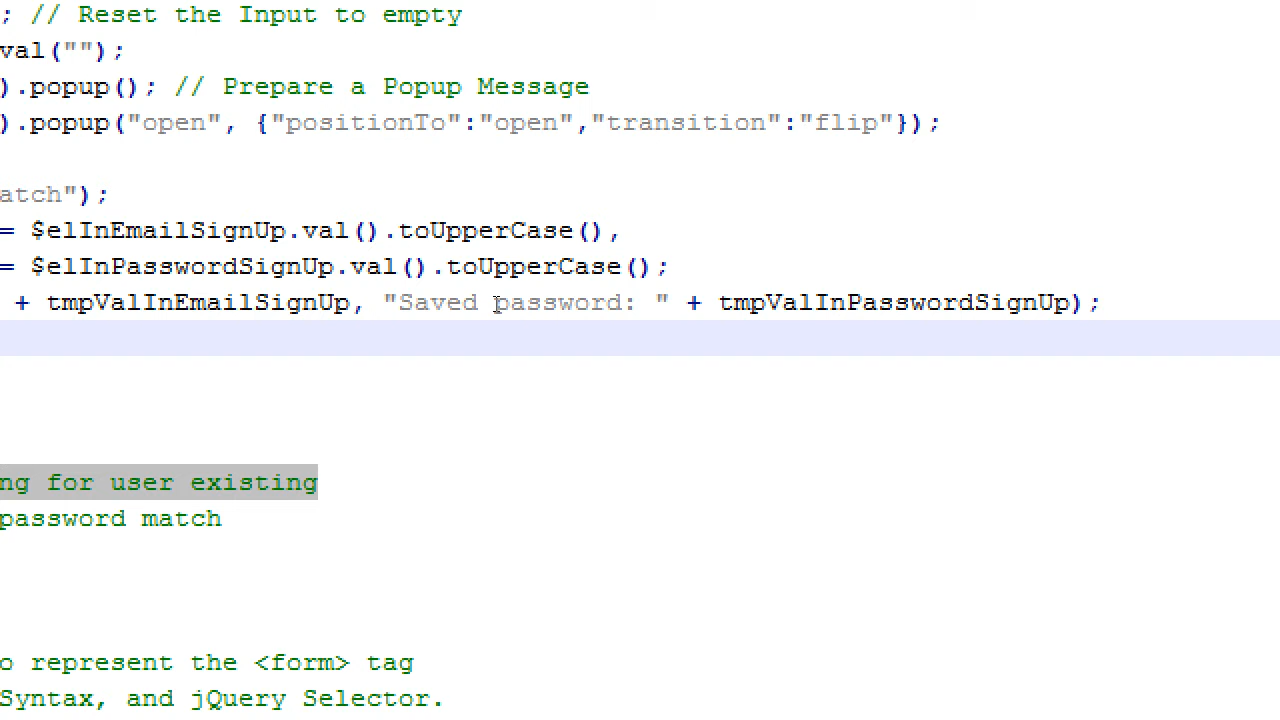 ; // Reset the Input to empty
val("");
).popup(); // Prepare a Popup Message
).popup("open", {"positionTo":"open","transition":"flip"});
atch");
= $elInEmailSignUp.val().toUpperCase(),
= $elInPasswordSignUp.val().toUpperCase();
+ tmpValInEmailSignUp, "Saved password: " + tmpValInPasswordSignUp);
ng for user existing
password match
o represent the <form> tag
Syntax, and jQuery Selector.